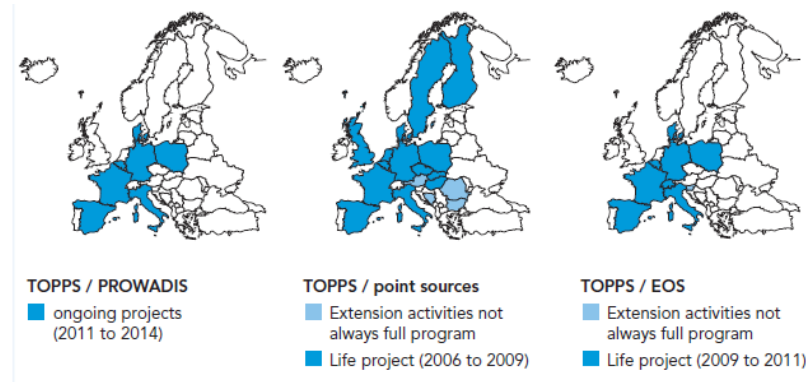 TOPPS / PROWADIS
ongoing projects
(2011 to 2014)
TOPPS / point sources
Extension activities not
always full program
Life project (2006 to 2009)
TOPPS / EOS
Extension activities not
always full program
Life project (2009 to 2011)